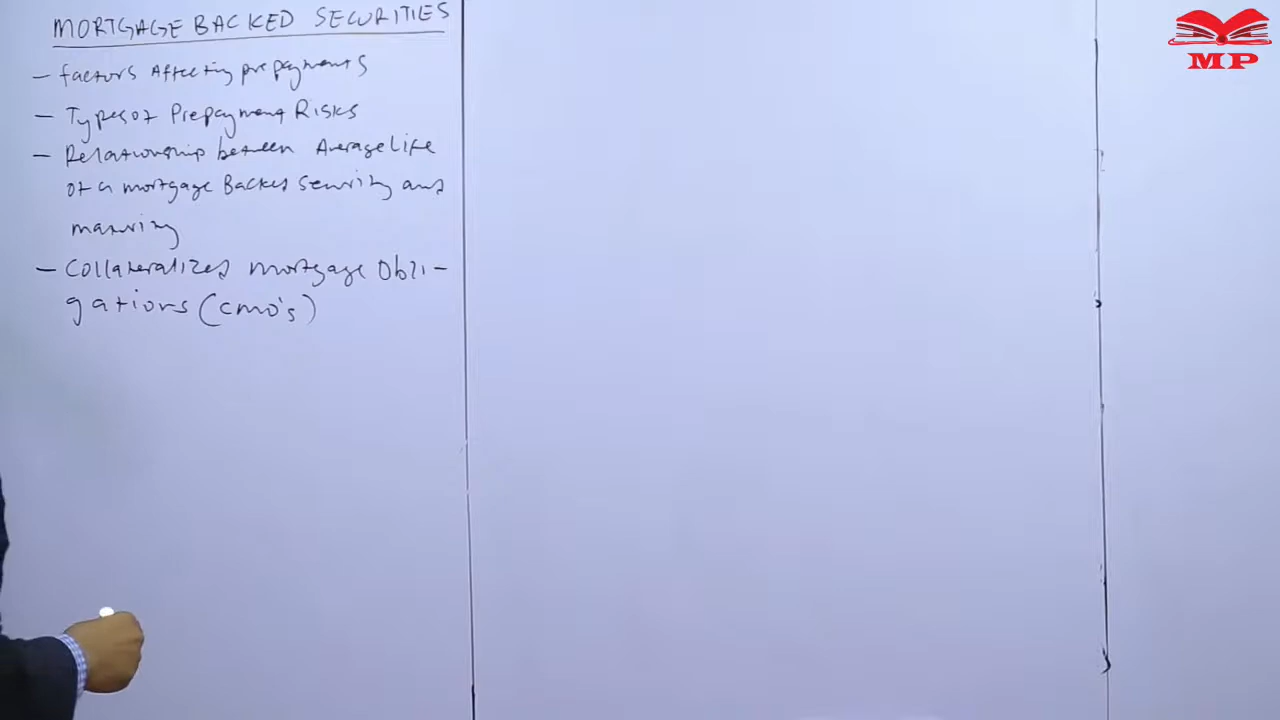 MORTGAGE BACKED SECURITIES
- factors Affecting prepayments
- Types of Prepayment Risks
- Relationship between Average Life
of a mortgage Backed Security and
maturity
- Collateralized mortgage Obli-
gations (cmo's)
MP